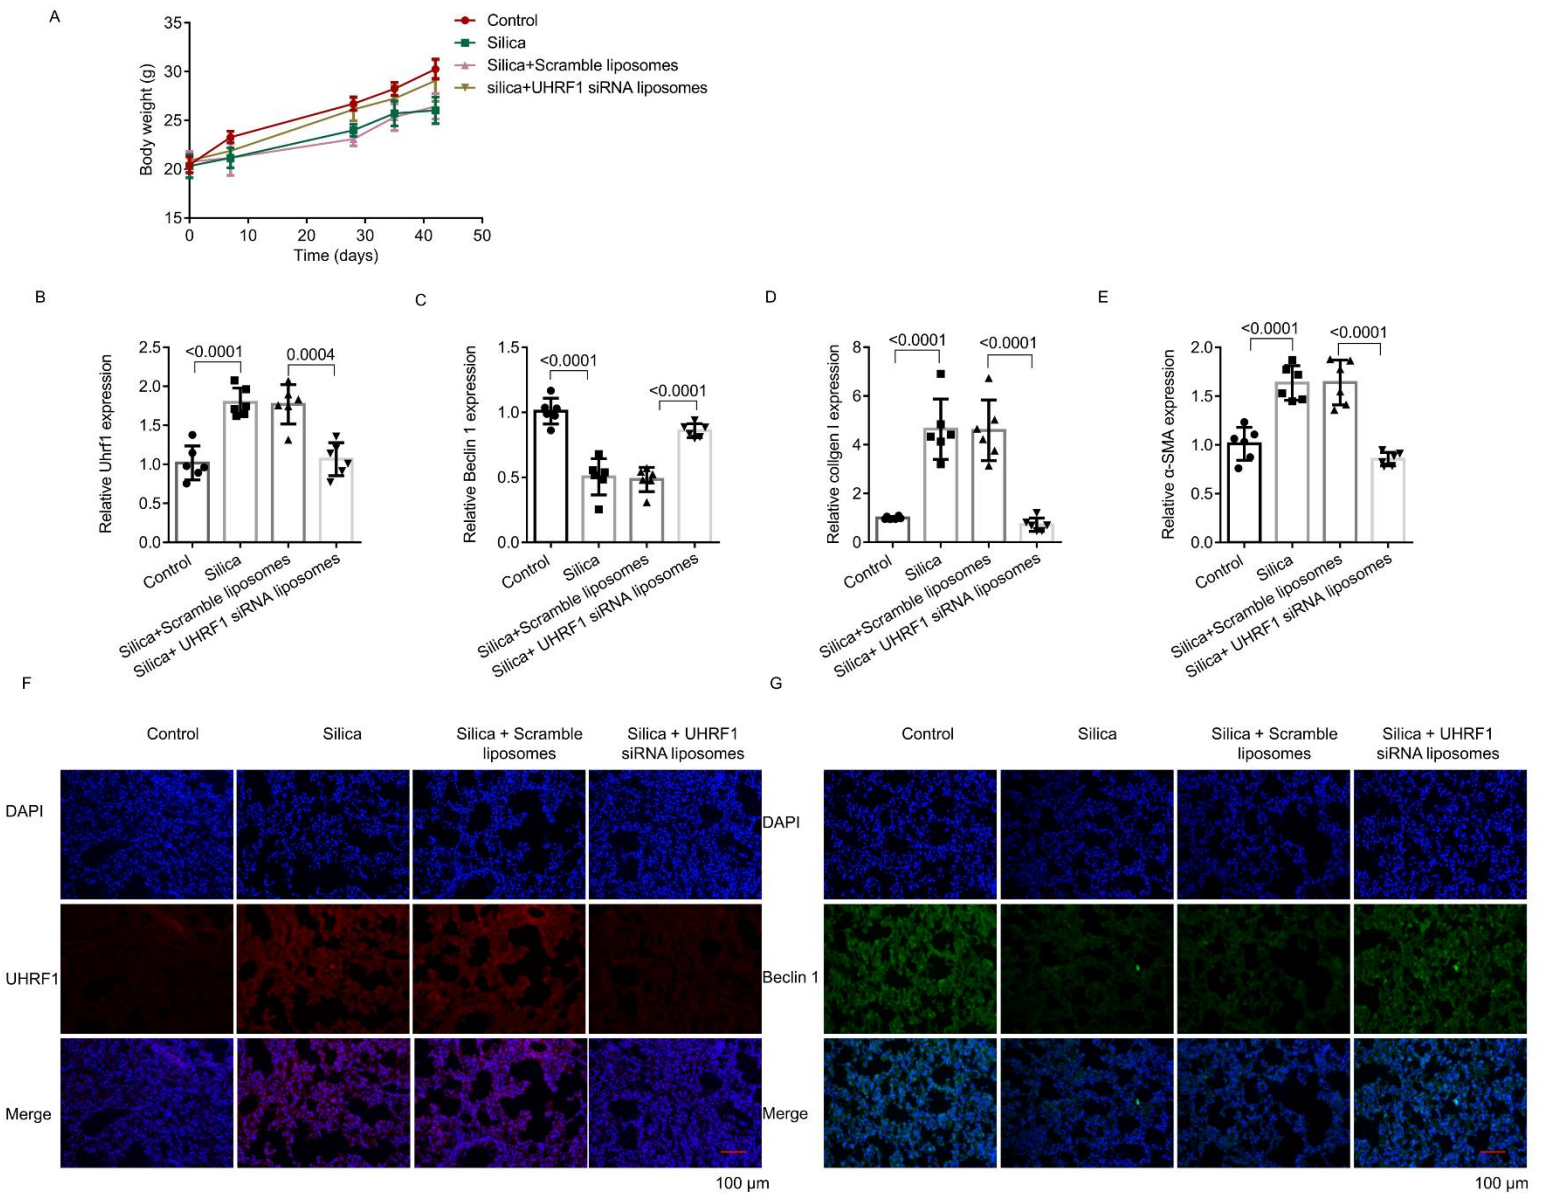 A
35
30
25
20
15
0
10
20
30
40
50
Body weight (g)
Time (days)
Control
Silica
Silica+Scramble liposomes
silica+UHRF1 siRNA liposomes
B
2.5
2.0
1.5
1.0
0.5
0.0
Relative Uhrf1 expression
<0.0001
0.0004
Control
Silica
Silica+Scramble liposomes
Silica+ UHRF1 siRNA liposomes
C
1.5
1.0
0.5
0.0
Relative Beclin 1 expression
<0.0001
<0.0001
Control
Silica
Silica+Scramble liposomes
Silica+ UHRF1 siRNA liposomes
D
8
6
4
2
0
Relative collgen I expression
<0.0001
<0.0001
Control
Silica
Silica+Scramble liposomes
Silica+ UHRF1 siRNA liposomes
E
2.0
1.5
1.0
0.5
0.0
Relative α-SMA expression
<0.0001
<0.0001
Control
Silica
Silica+Scramble liposomes
Silica+ UHRF1 siRNA liposomes
F
Control
Silica
Silica + Scramble
liposomes
Silica + UHRF1
siRNA liposomes
DAPI
UHRF1
Merge
100 μm
G
Control
Silica
Silica + Scramble
liposomes
Silica + UHRF1
siRNA liposomes
DAPI
Beclin 1
Merge
100 μm